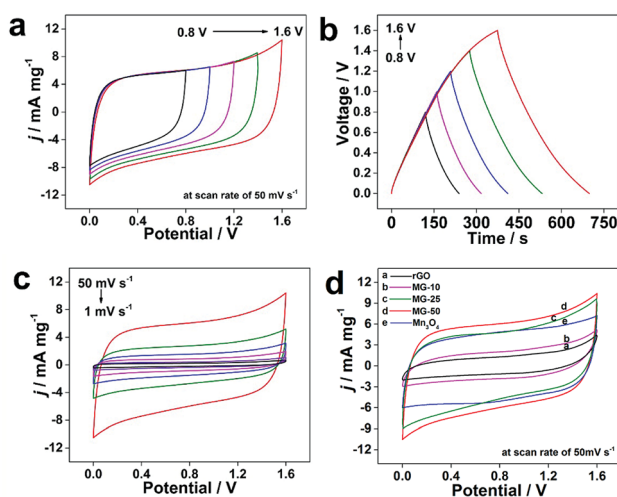 a
0.8 V
1.6 V
j / mA mg⁻¹
12
8
4
0
-4
-8
-12
at scan rate of 50 mV s⁻¹
0.0 0.4 0.8 1.2 1.6
Potential / V
b
1.6 V
0.8 V
Voltage / V
1.6
1.4
1.2
1.0
0.8
0.6
0.4
0.2
0.0
0 150 300 450 600 750
Time / s
c
50 mV s⁻¹
1 mV s⁻¹
j / mA mg⁻¹
12
8
4
0
-4
-8
-12
0.0 0.4 0.8 1.2 1.6
Potential / V
d
a rGO
b MG-10
c MG-25
d MG-50
e Mn₃O₄
d
c
e
b
a
j / mA mg⁻¹
12
9
6
3
0
-3
-6
-9
-12
at scan rate of 50mV s⁻¹
0.0 0.4 0.8 1.2 1.6
Potential / V